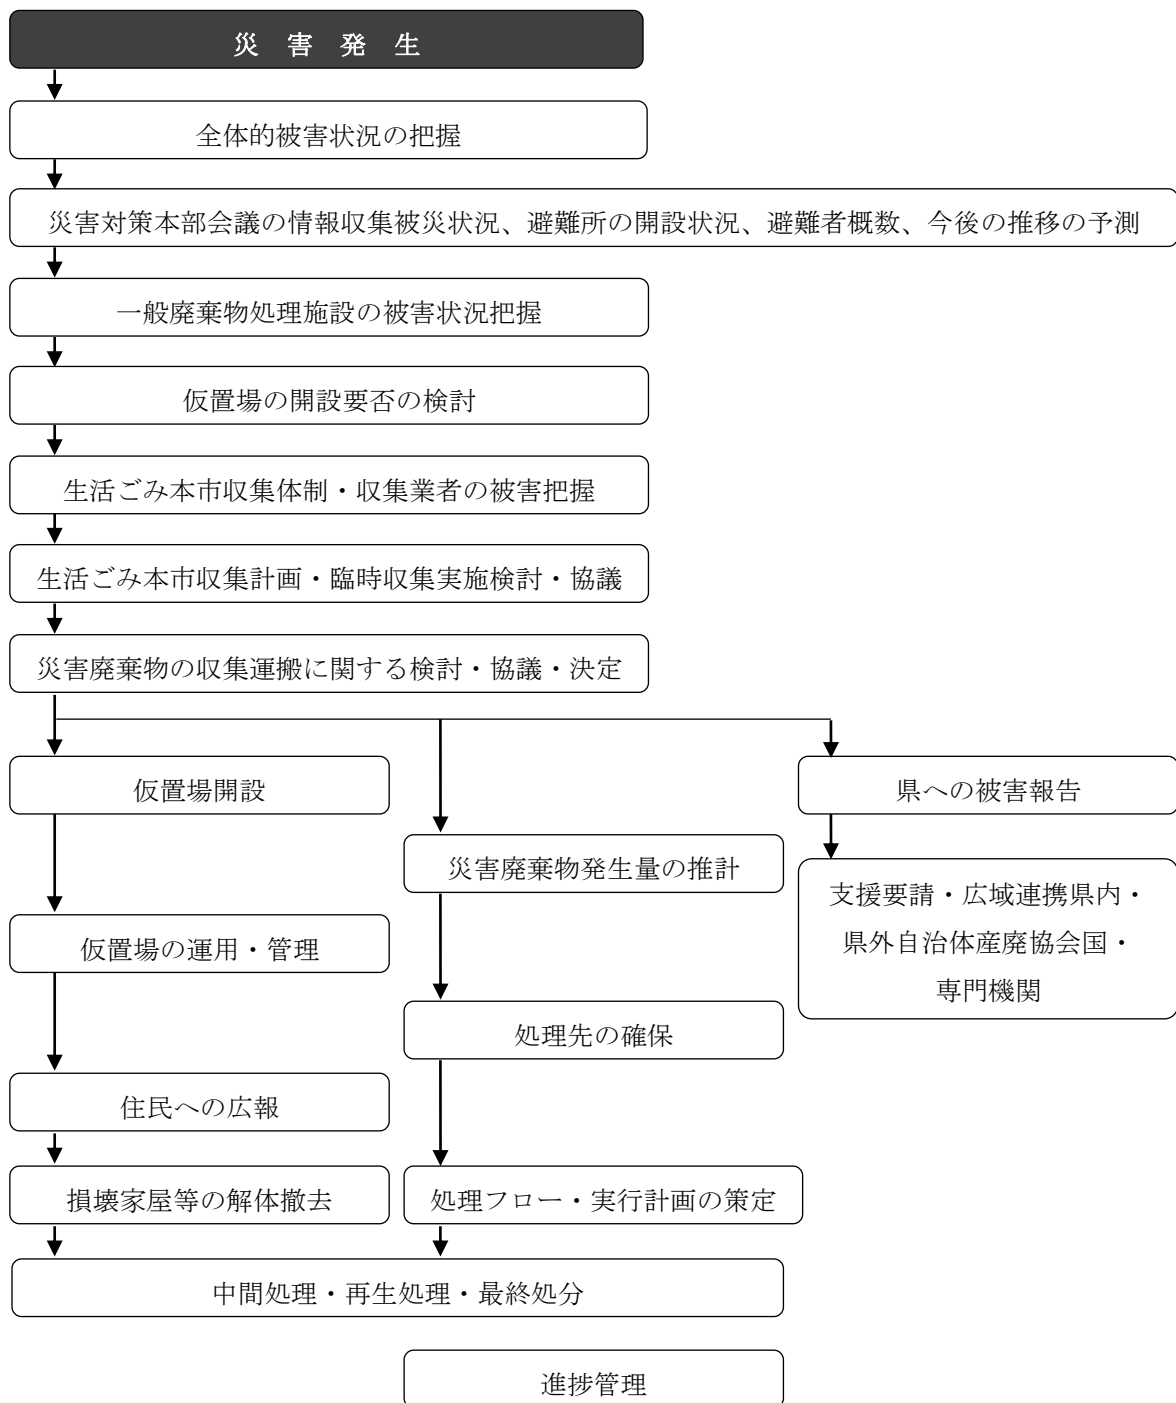 災 害 発 生
全体的被害状況の把握
災害対策本部会議の情報収集被災状況、避難所の開設状況、避難者概数、今後の推移の予測
一般廃棄物処理施設の被害状況把握
仮置場の開設要否の検討
生活ごみ本市収集体制・収集業者の被害把握
生活ごみ本市収集計画・臨時収集実施検討・協議
災害廃棄物の収集運搬に関する検討・協議・決定
仮置場開設
県への被害報告
災害廃棄物発生量の推計
支援要請・広域連携県内・
県外自治体産廃協会国・
専門機関
仮置場の運用・管理
処理先の確保
住民への広報
損壊家屋等の解体撤去
処理フロー・実行計画の策定
中間処理・再生処理・最終処分
進捗管理